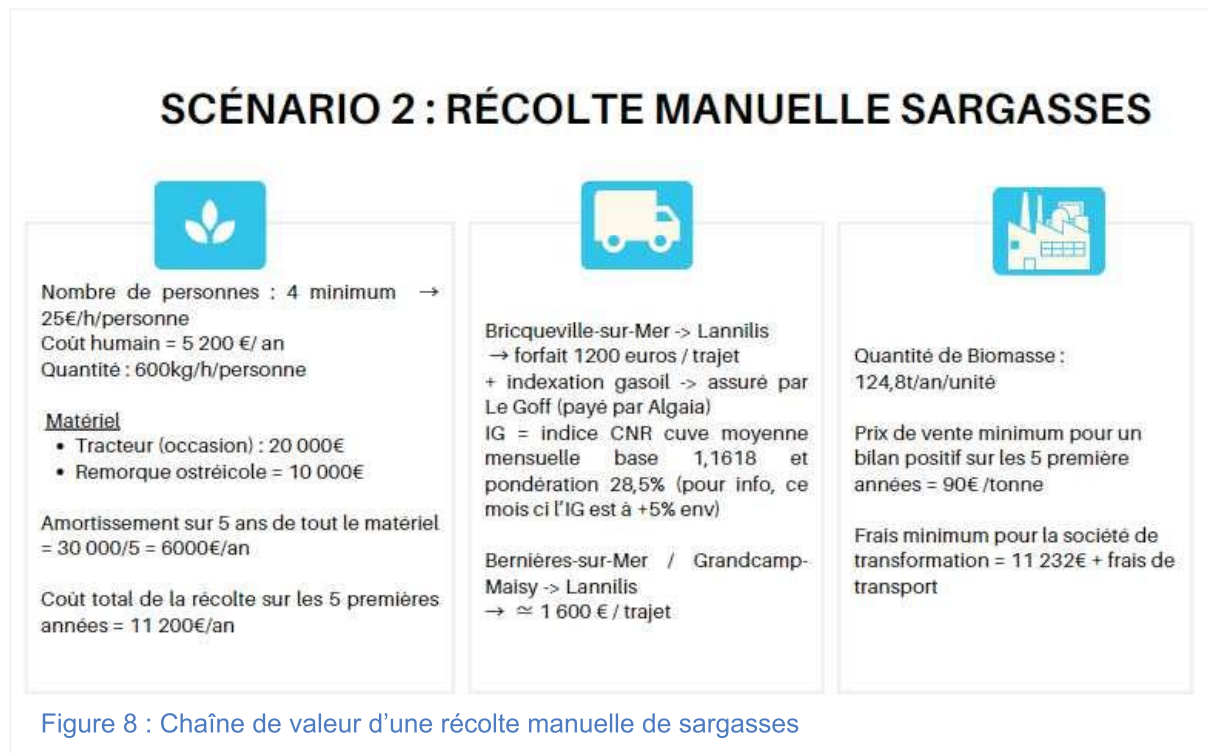 SCÉNARIO 2 : RÉCOLTE MANUELLE SARGASSES
Nombre de personnes : 4 minimum →
25€/h/personne
Coût humain = 5 200 €/ an
Quantité : 600kg/h/personne
Matériel
• Tracteur (occasion) : 20 000€
• Remorque ostréicole = 10 000€
Amortissement sur 5 ans de tout le matériel
= 30 000/5 = 6000€/an
Coût total de la récolte sur les 5 premières
années = 11 200€/an
Bricqueville-sur-Mer -> Lannilis
→ forfait 1200 euros / trajet
+ indexation gasoil -> assuré par
Le Goff (payé par Algaia)
IG = indice CNR cuve moyenne
mensuelle base 1,1618 et
pondération 28,5% (pour info, ce
mois ci l'IG est à +5% env)
Bernières-sur-Mer / Grandcamp-
Maisy -> Lannilis
→ ≃ 1 600 € / trajet
Quantité de Biomasse :
124,8t/an/unité
Prix de vente minimum pour un
bilan positif sur les 5 première
années = 90€ /tonne
Frais minimum pour la société de
transformation = 11 232€ + frais de
transport
Figure 8 : Chaîne de valeur d'une récolte manuelle de sargasses